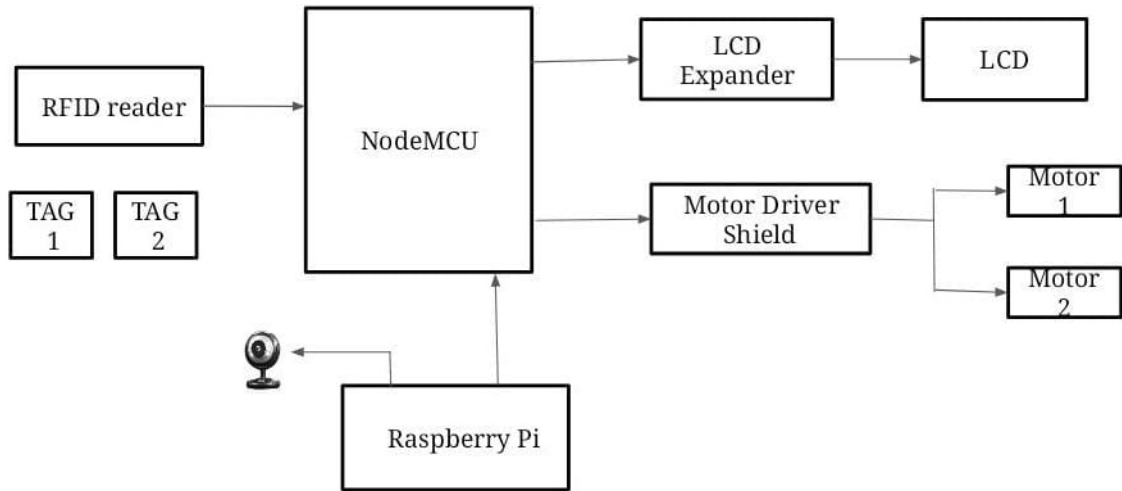 RFID reader
TAG
1
TAG
2
NodeMCU
LCD
Expander
LCD
Motor Driver
Shield
Motor
1
Motor
2
Raspberry Pi